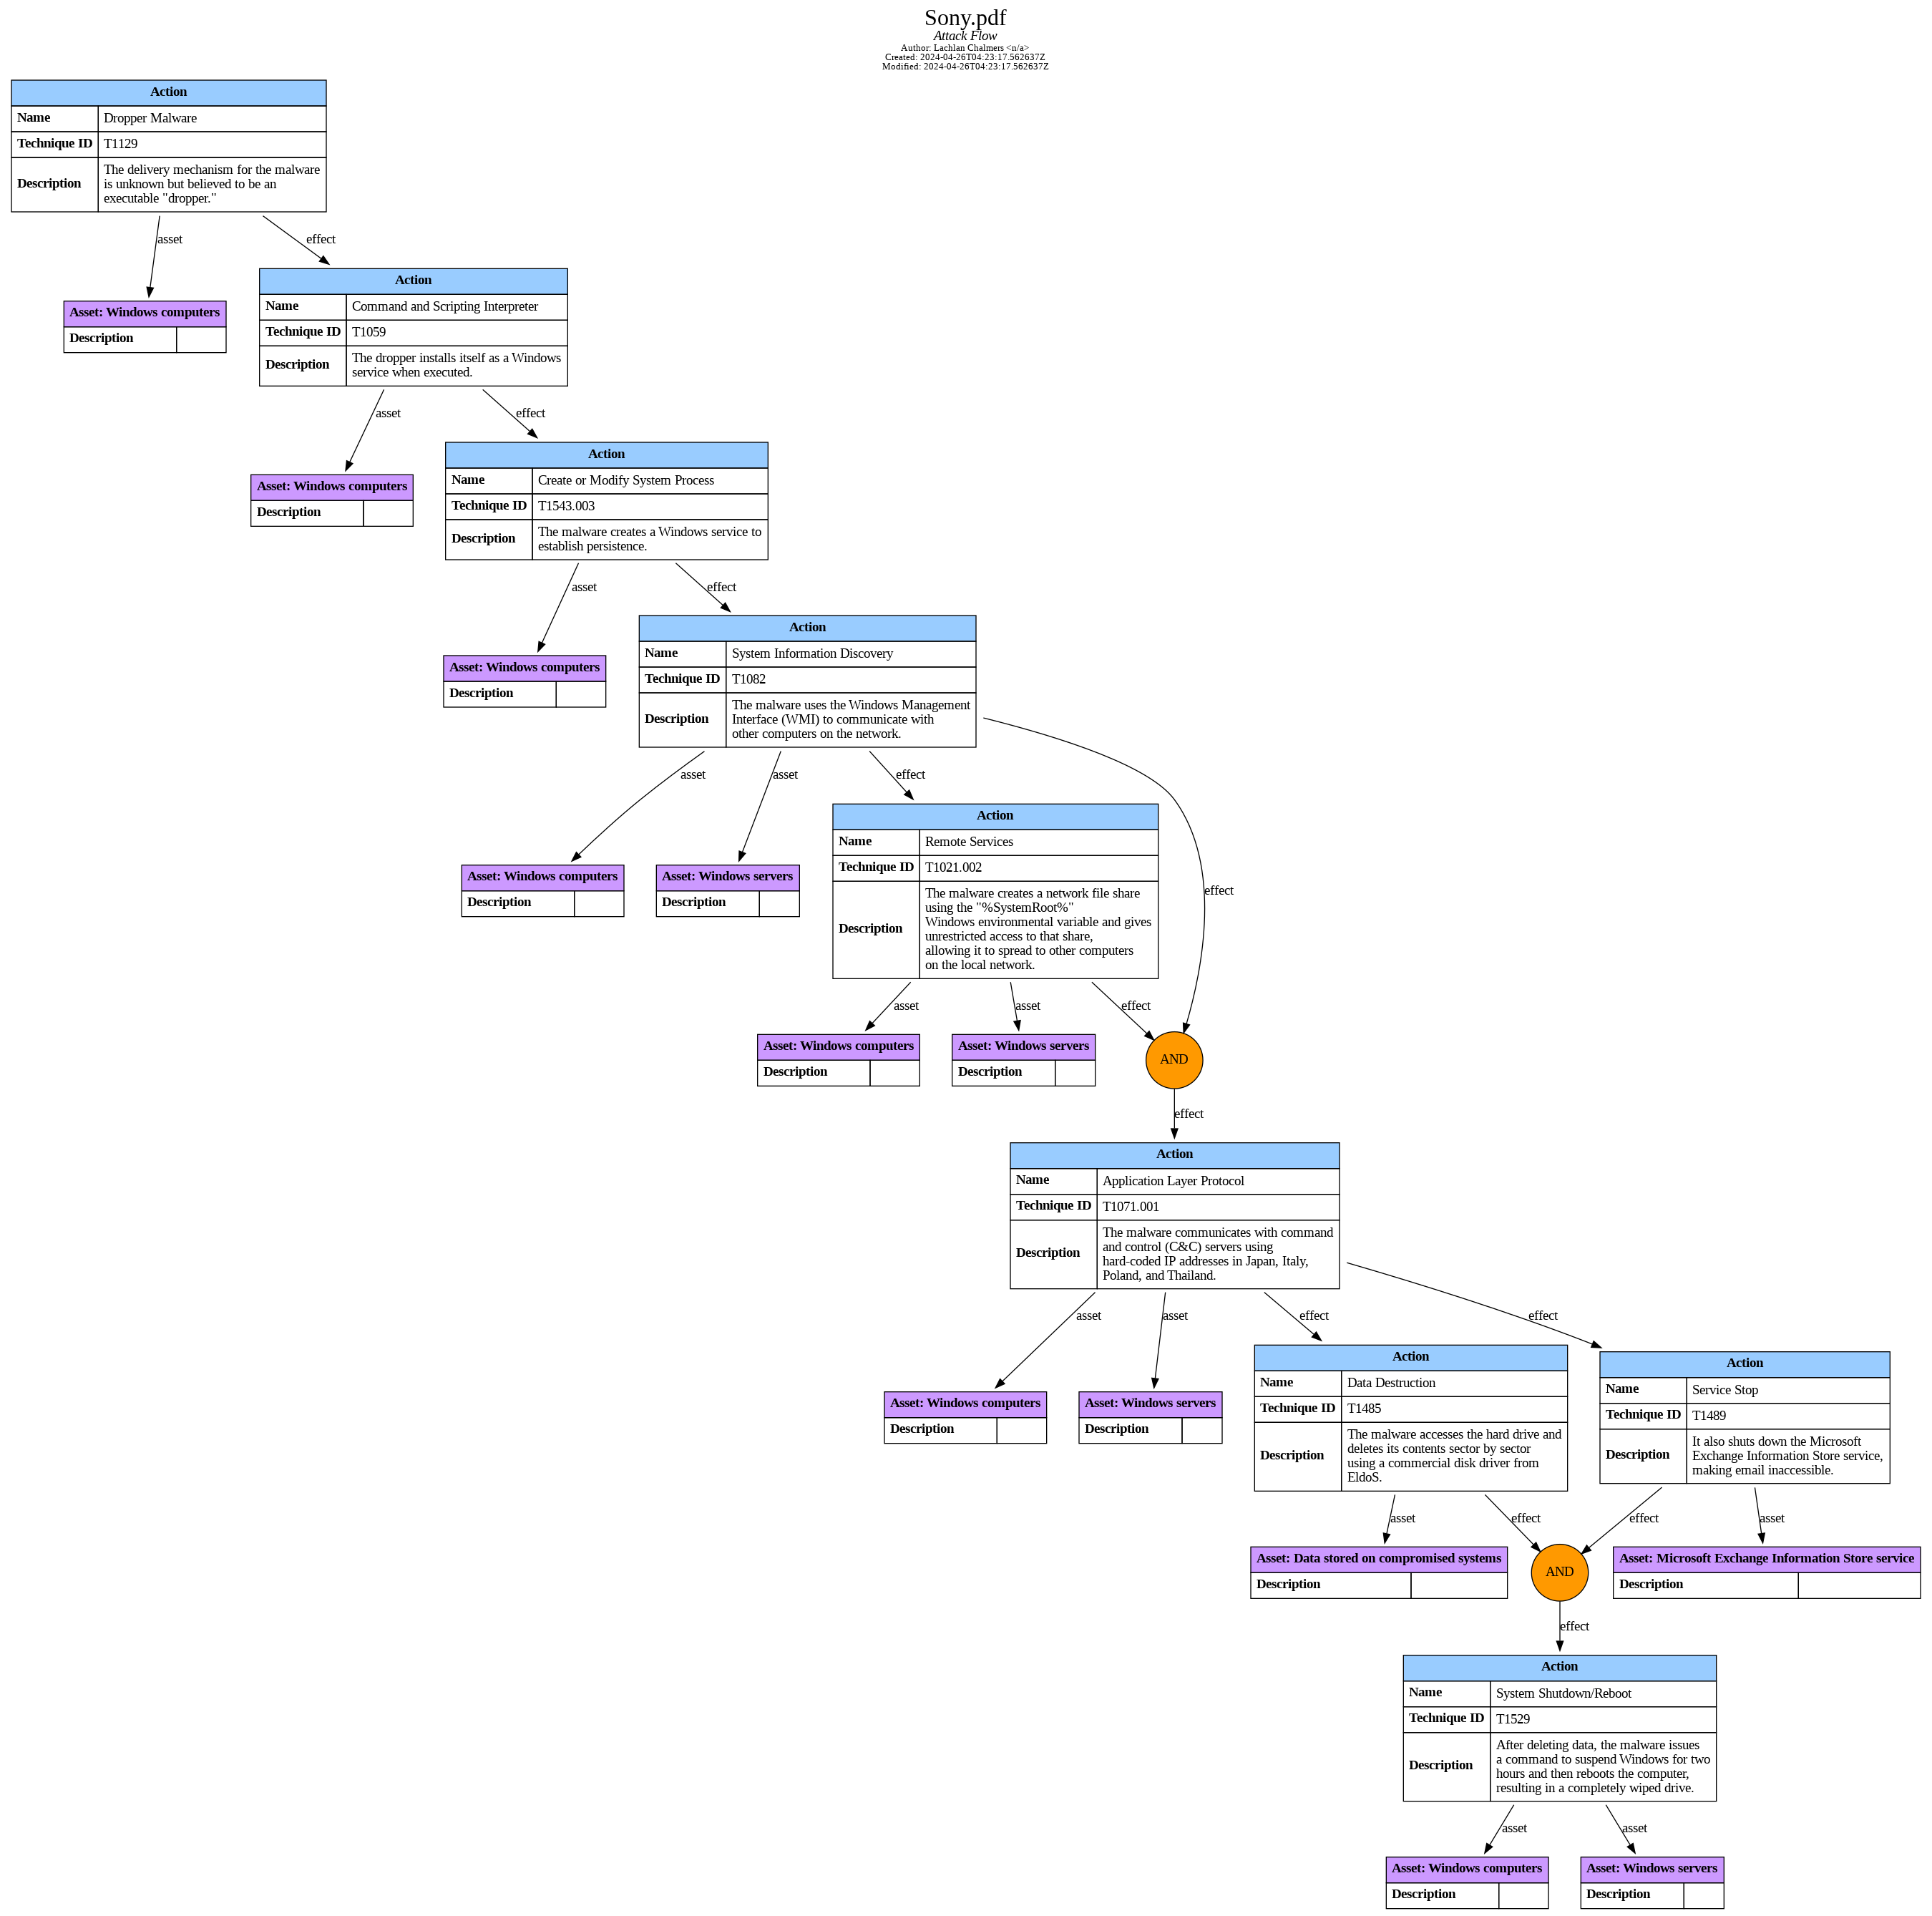 Sony.pdf
Attack Flow
Author: Lachlan Chalmers <n/a>
Created: 2024-04-26T04:23:17.562637Z
Modified: 2024-04-26T04:23:17.562637Z
Action
Name Dropper Malware
Technique ID T1129
Description
The delivery mechanism for the malware
is unknown but believed to be an
executable "dropper."
asset
effect
Asset: Windows computers
Description
Action
Name Command and Scripting Interpreter
Technique ID T1059
Description
The dropper installs itself as a Windows
service when executed.
asset
effect
Asset: Windows computers
Description
Action
Name Create or Modify System Process
Technique ID T1543.003
Description
The malware creates a Windows service to
establish persistence.
asset
effect
Asset: Windows computers
Description
Action
Name System Information Discovery
Technique ID T1082
Description
The malware uses the Windows Management
Interface (WMI) to communicate with
other computers on the network.
asset
asset
effect
effect
Asset: Windows computers
Description
Asset: Windows servers
Description
Action
Name Remote Services
Technique ID T1021.002
Description
The malware creates a network file share
using the "%SystemRoot%"
Windows environmental variable and gives
unrestricted access to that share,
allowing it to spread to other computers
on the local network.
asset
asset
effect
Asset: Windows computers
Description
Asset: Windows servers
Description
AND
effect
Action
Name Application Layer Protocol
Technique ID T1071.001
Description
The malware communicates with command
and control (C&C) servers using
hard-coded IP addresses in Japan, Italy,
Poland, and Thailand.
asset
asset
effect
effect
Asset: Windows computers
Description
Asset: Windows servers
Description
Action
Name Data Destruction
Technique ID T1485
Description
The malware accesses the hard drive and
deletes its contents sector by sector
using a commercial disk driver from
EldoS.
Action
Name Service Stop
Technique ID T1489
Description
It also shuts down the Microsoft
Exchange Information Store service,
making email inaccessible.
asset
effect
effect
asset
Asset: Data stored on compromised systems
Description
AND
Asset: Microsoft Exchange Information Store service
Description
effect
Action
Name System Shutdown/Reboot
Technique ID T1529
Description
After deleting data, the malware issues
a command to suspend Windows for two
hours and then reboots the computer,
resulting in a completely wiped drive.
asset
asset
Asset: Windows computers
Description
Asset: Windows servers
Description